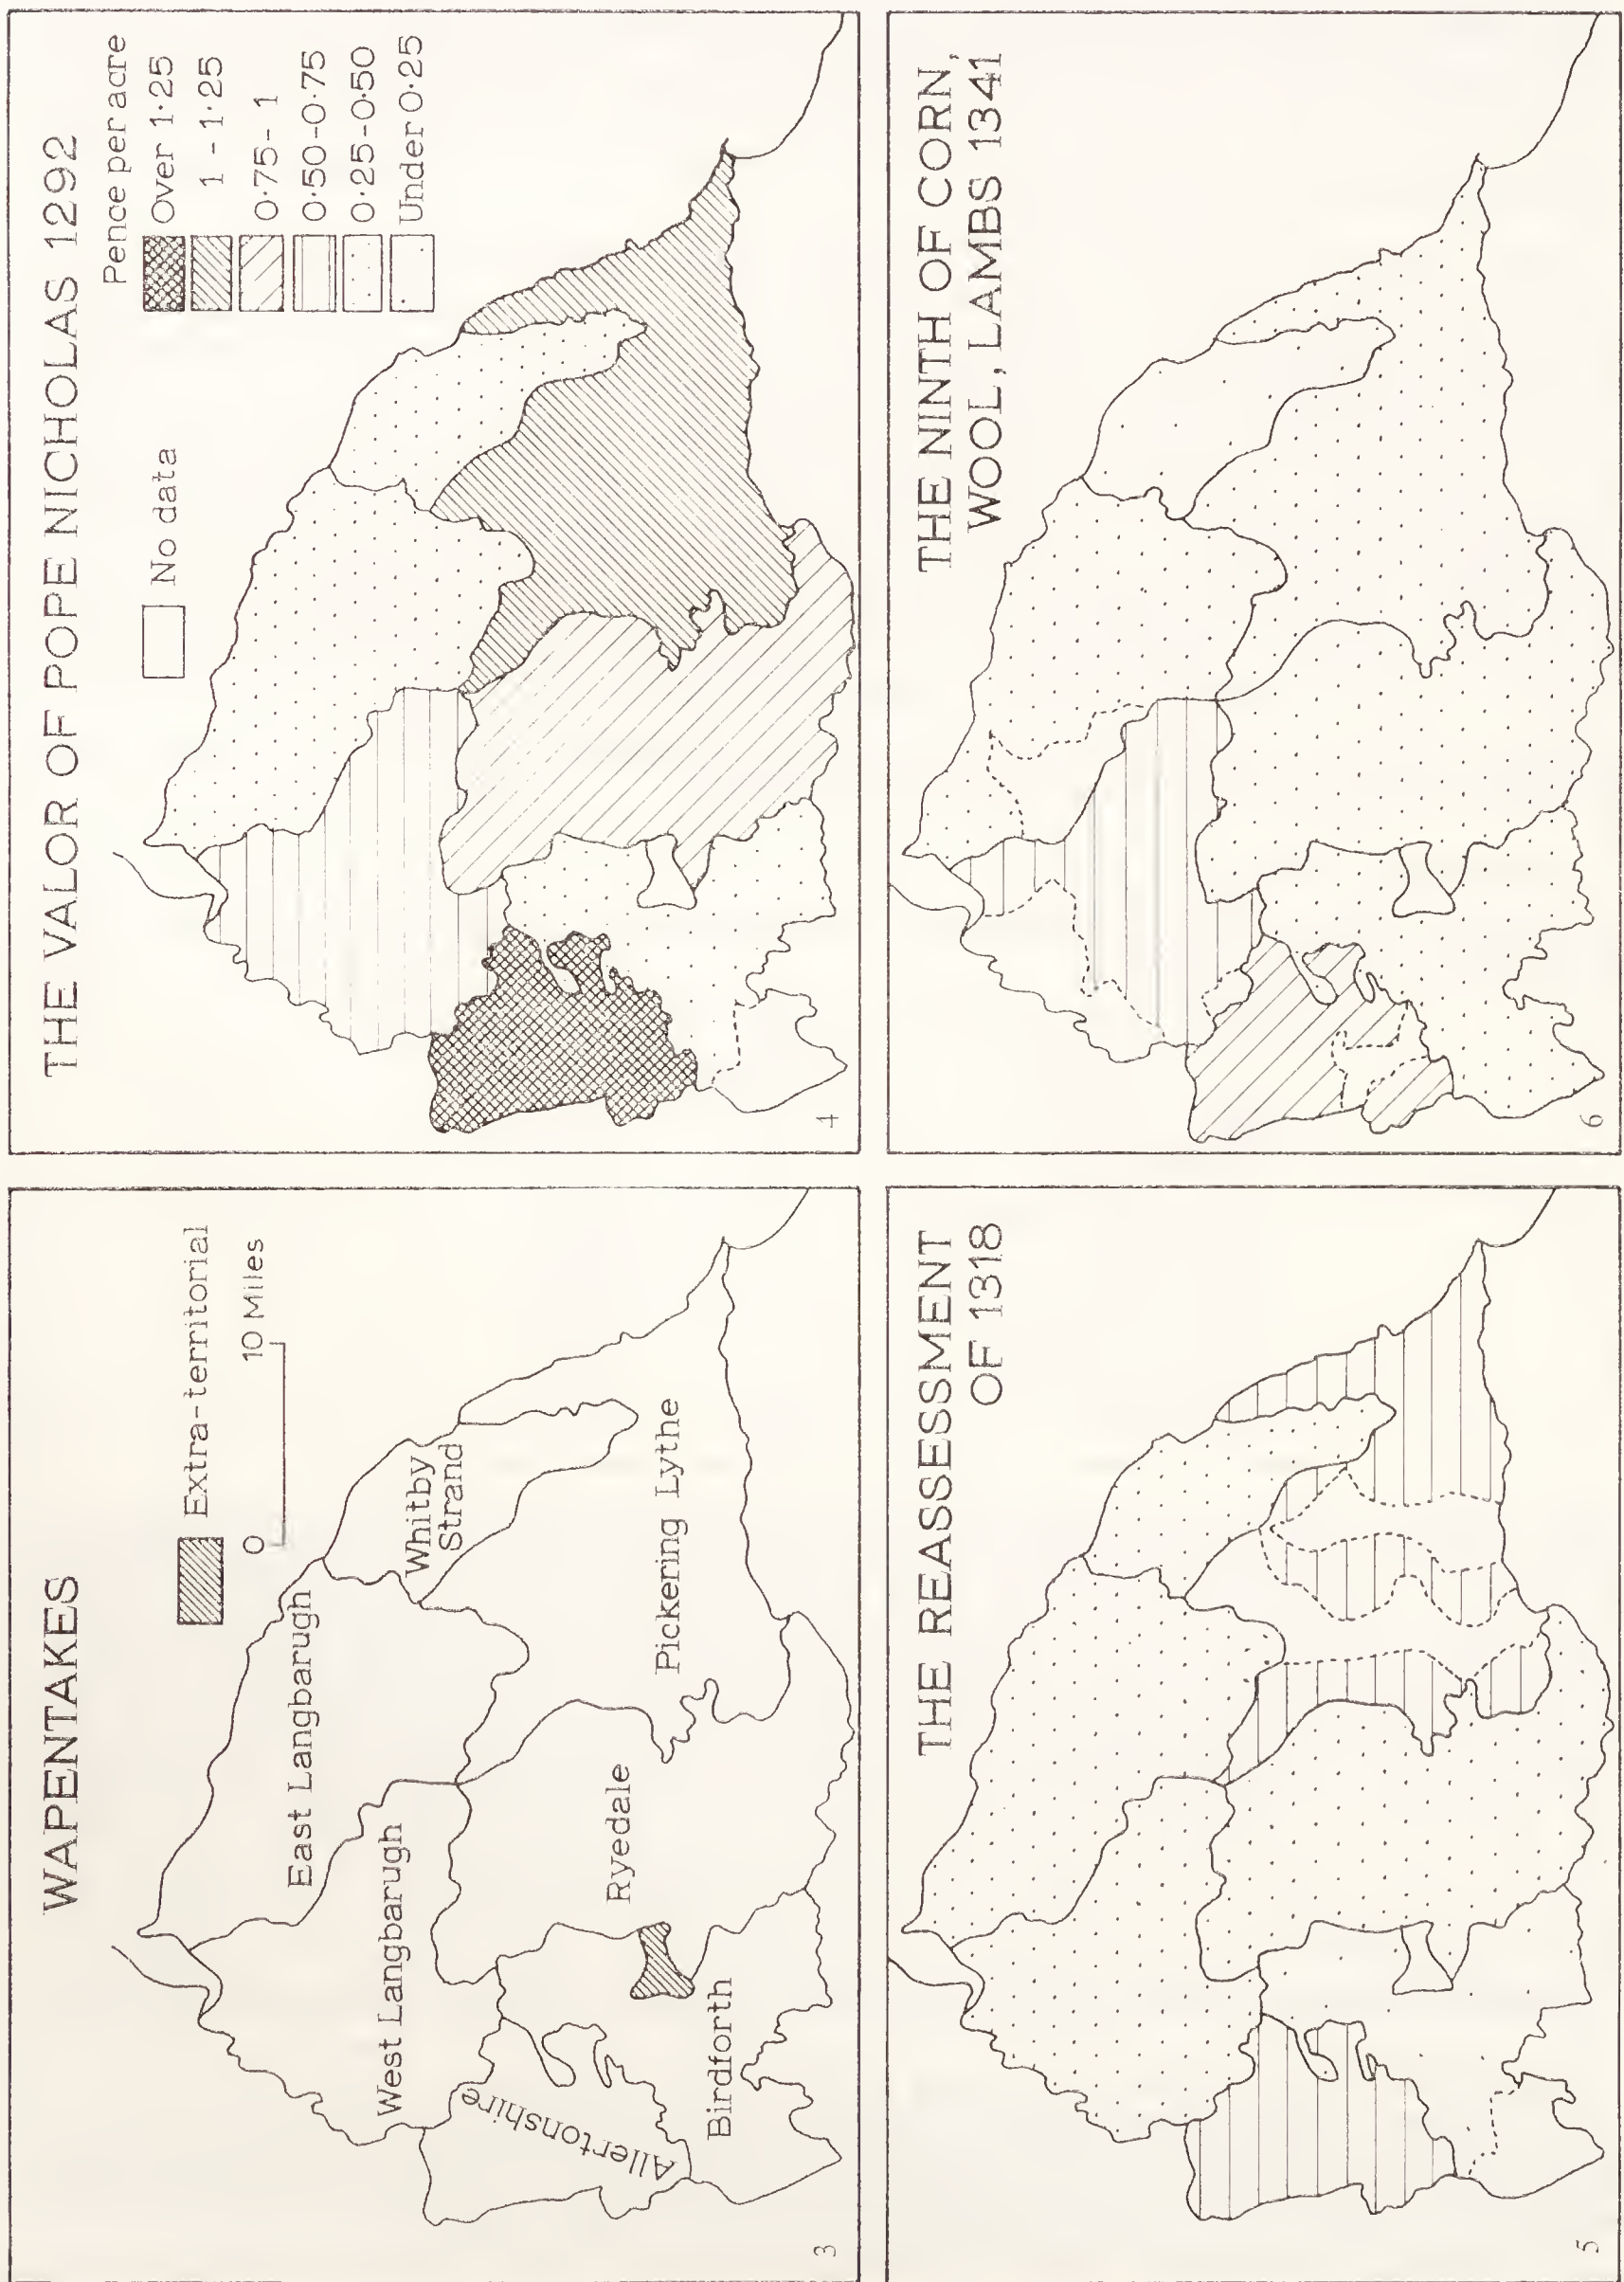 WAPENTAKES
Extra-territorial
0 10 Miles
East Langbarugh
Whitby
Strand
West Langbarugh
Pickering Lythe
Ryedale
Allertonshire
Birdforth
3
THE VALOR OF POPE NICHOLAS 1292
No data
Pence per acre
Over 1·25
1 - 1·25
0·75- 1
0·50-0·75
0·25-0·50
Under 0·25
4
THE REASSESSMENT
OF 1318
5
THE NINTH OF CORN,
WOOL, LAMBS 1341
6